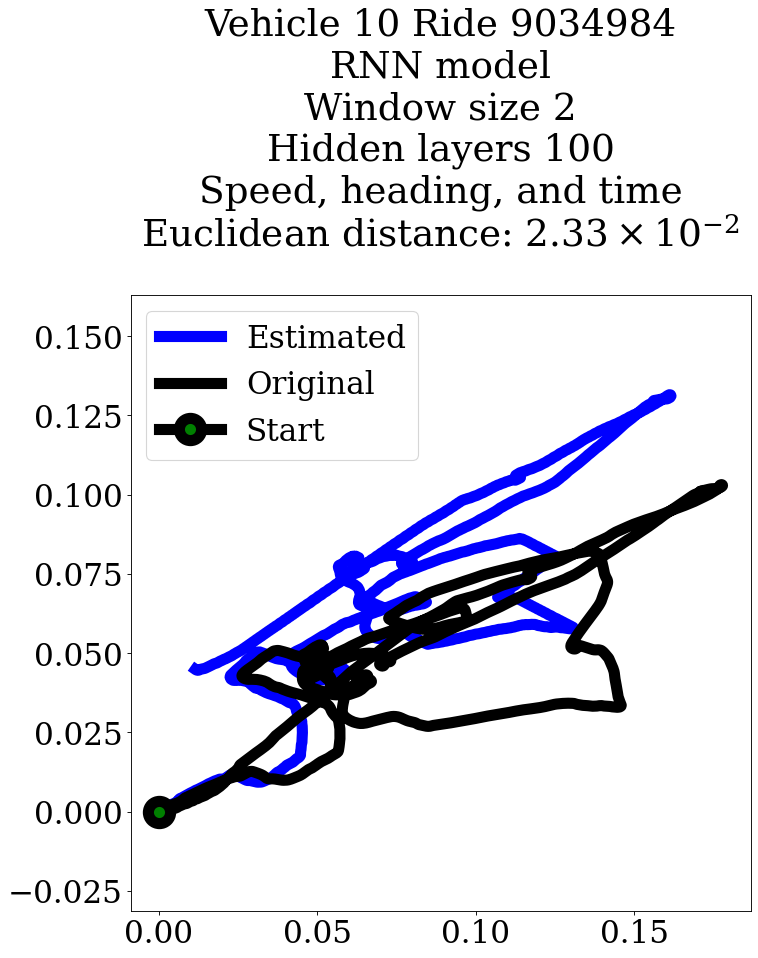 Vehicle 10 Ride 9034984
RNN model
Window size 2
Hidden layers 100
Speed, heading, and time
Euclidean distance: 2.33 × 10⁻²
Estimated
Original
Start
0.150
0.125
0.100
0.075
0.050
0.025
0.000
−0.025
0.00 0.05 0.10 0.15